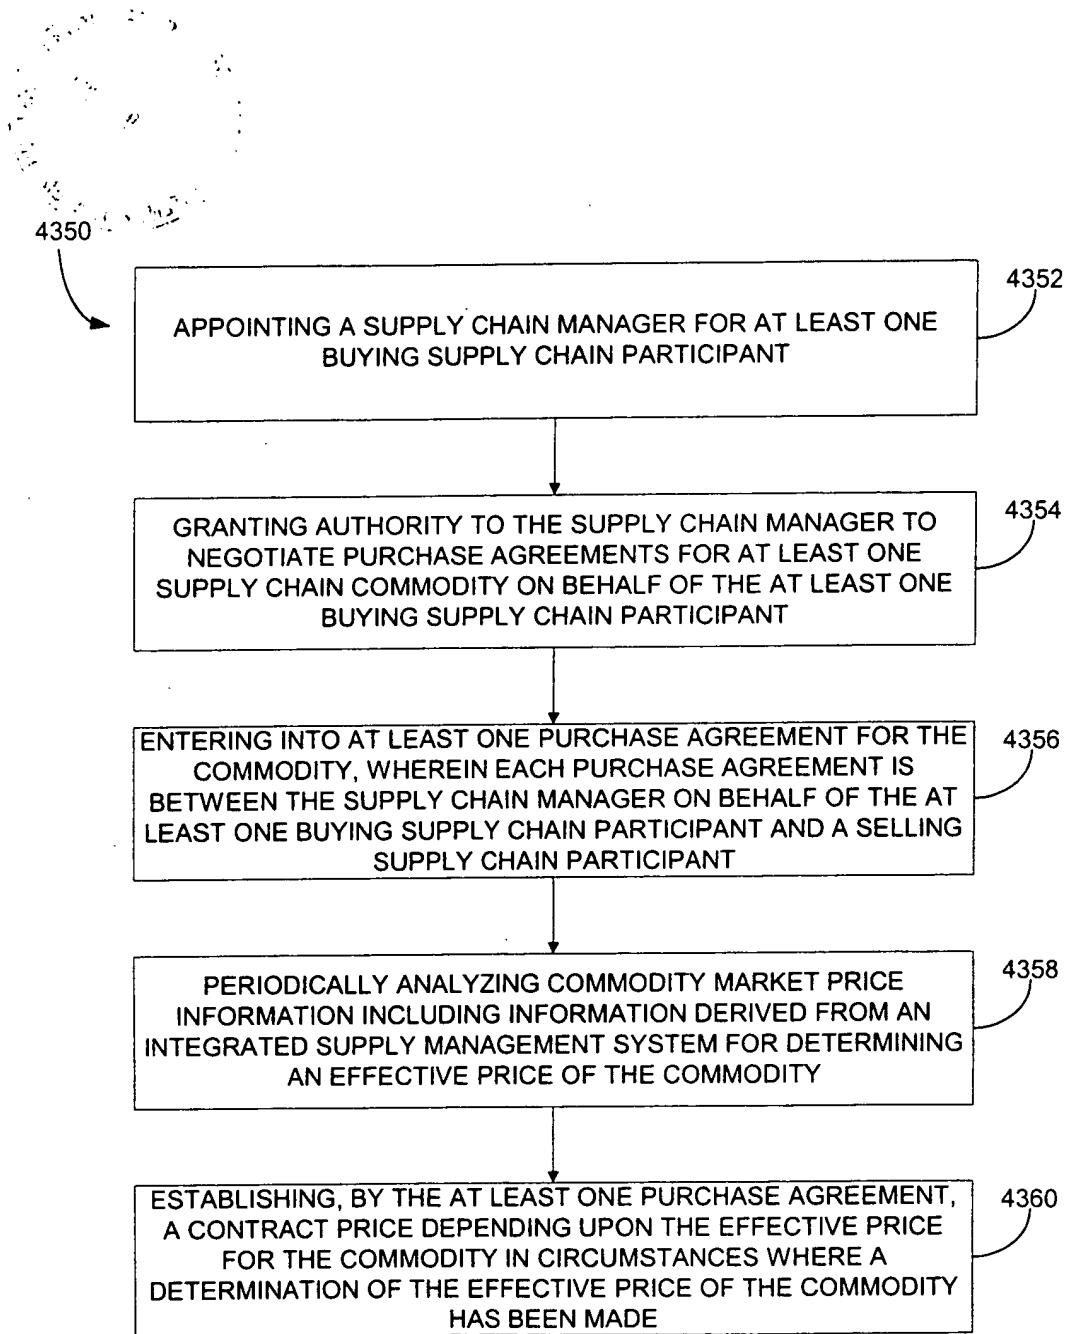 4350
4352
APPOINTING A SUPPLY CHAIN MANAGER FOR AT LEAST ONE
BUYING SUPPLY CHAIN PARTICIPANT
4354
GRANTING AUTHORITY TO THE SUPPLY CHAIN MANAGER TO
NEGOTIATE PURCHASE AGREEMENTS FOR AT LEAST ONE
SUPPLY CHAIN COMMODITY ON BEHALF OF THE AT LEAST ONE
BUYING SUPPLY CHAIN PARTICIPANT
4356
ENTERING INTO AT LEAST ONE PURCHASE AGREEMENT FOR THE
COMMODITY, WHEREIN EACH PURCHASE AGREEMENT IS
BETWEEN THE SUPPLY CHAIN MANAGER ON BEHALF OF THE AT
LEAST ONE BUYING SUPPLY CHAIN PARTICIPANT AND A SELLING
SUPPLY CHAIN PARTICIPANT
4358
PERIODICALLY ANALYZING COMMODITY MARKET PRICE
INFORMATION INCLUDING INFORMATION DERIVED FROM AN
INTEGRATED SUPPLY MANAGEMENT SYSTEM FOR DETERMINING
AN EFFECTIVE PRICE OF THE COMMODITY
4360
ESTABLISHING, BY THE AT LEAST ONE PURCHASE AGREEMENT,
A CONTRACT PRICE DEPENDING UPON THE EFFECTIVE PRICE
FOR THE COMMODITY IN CIRCUMSTANCES WHERE A
DETERMINATION OF THE EFFECTIVE PRICE OF THE COMMODITY
HAS BEEN MADE